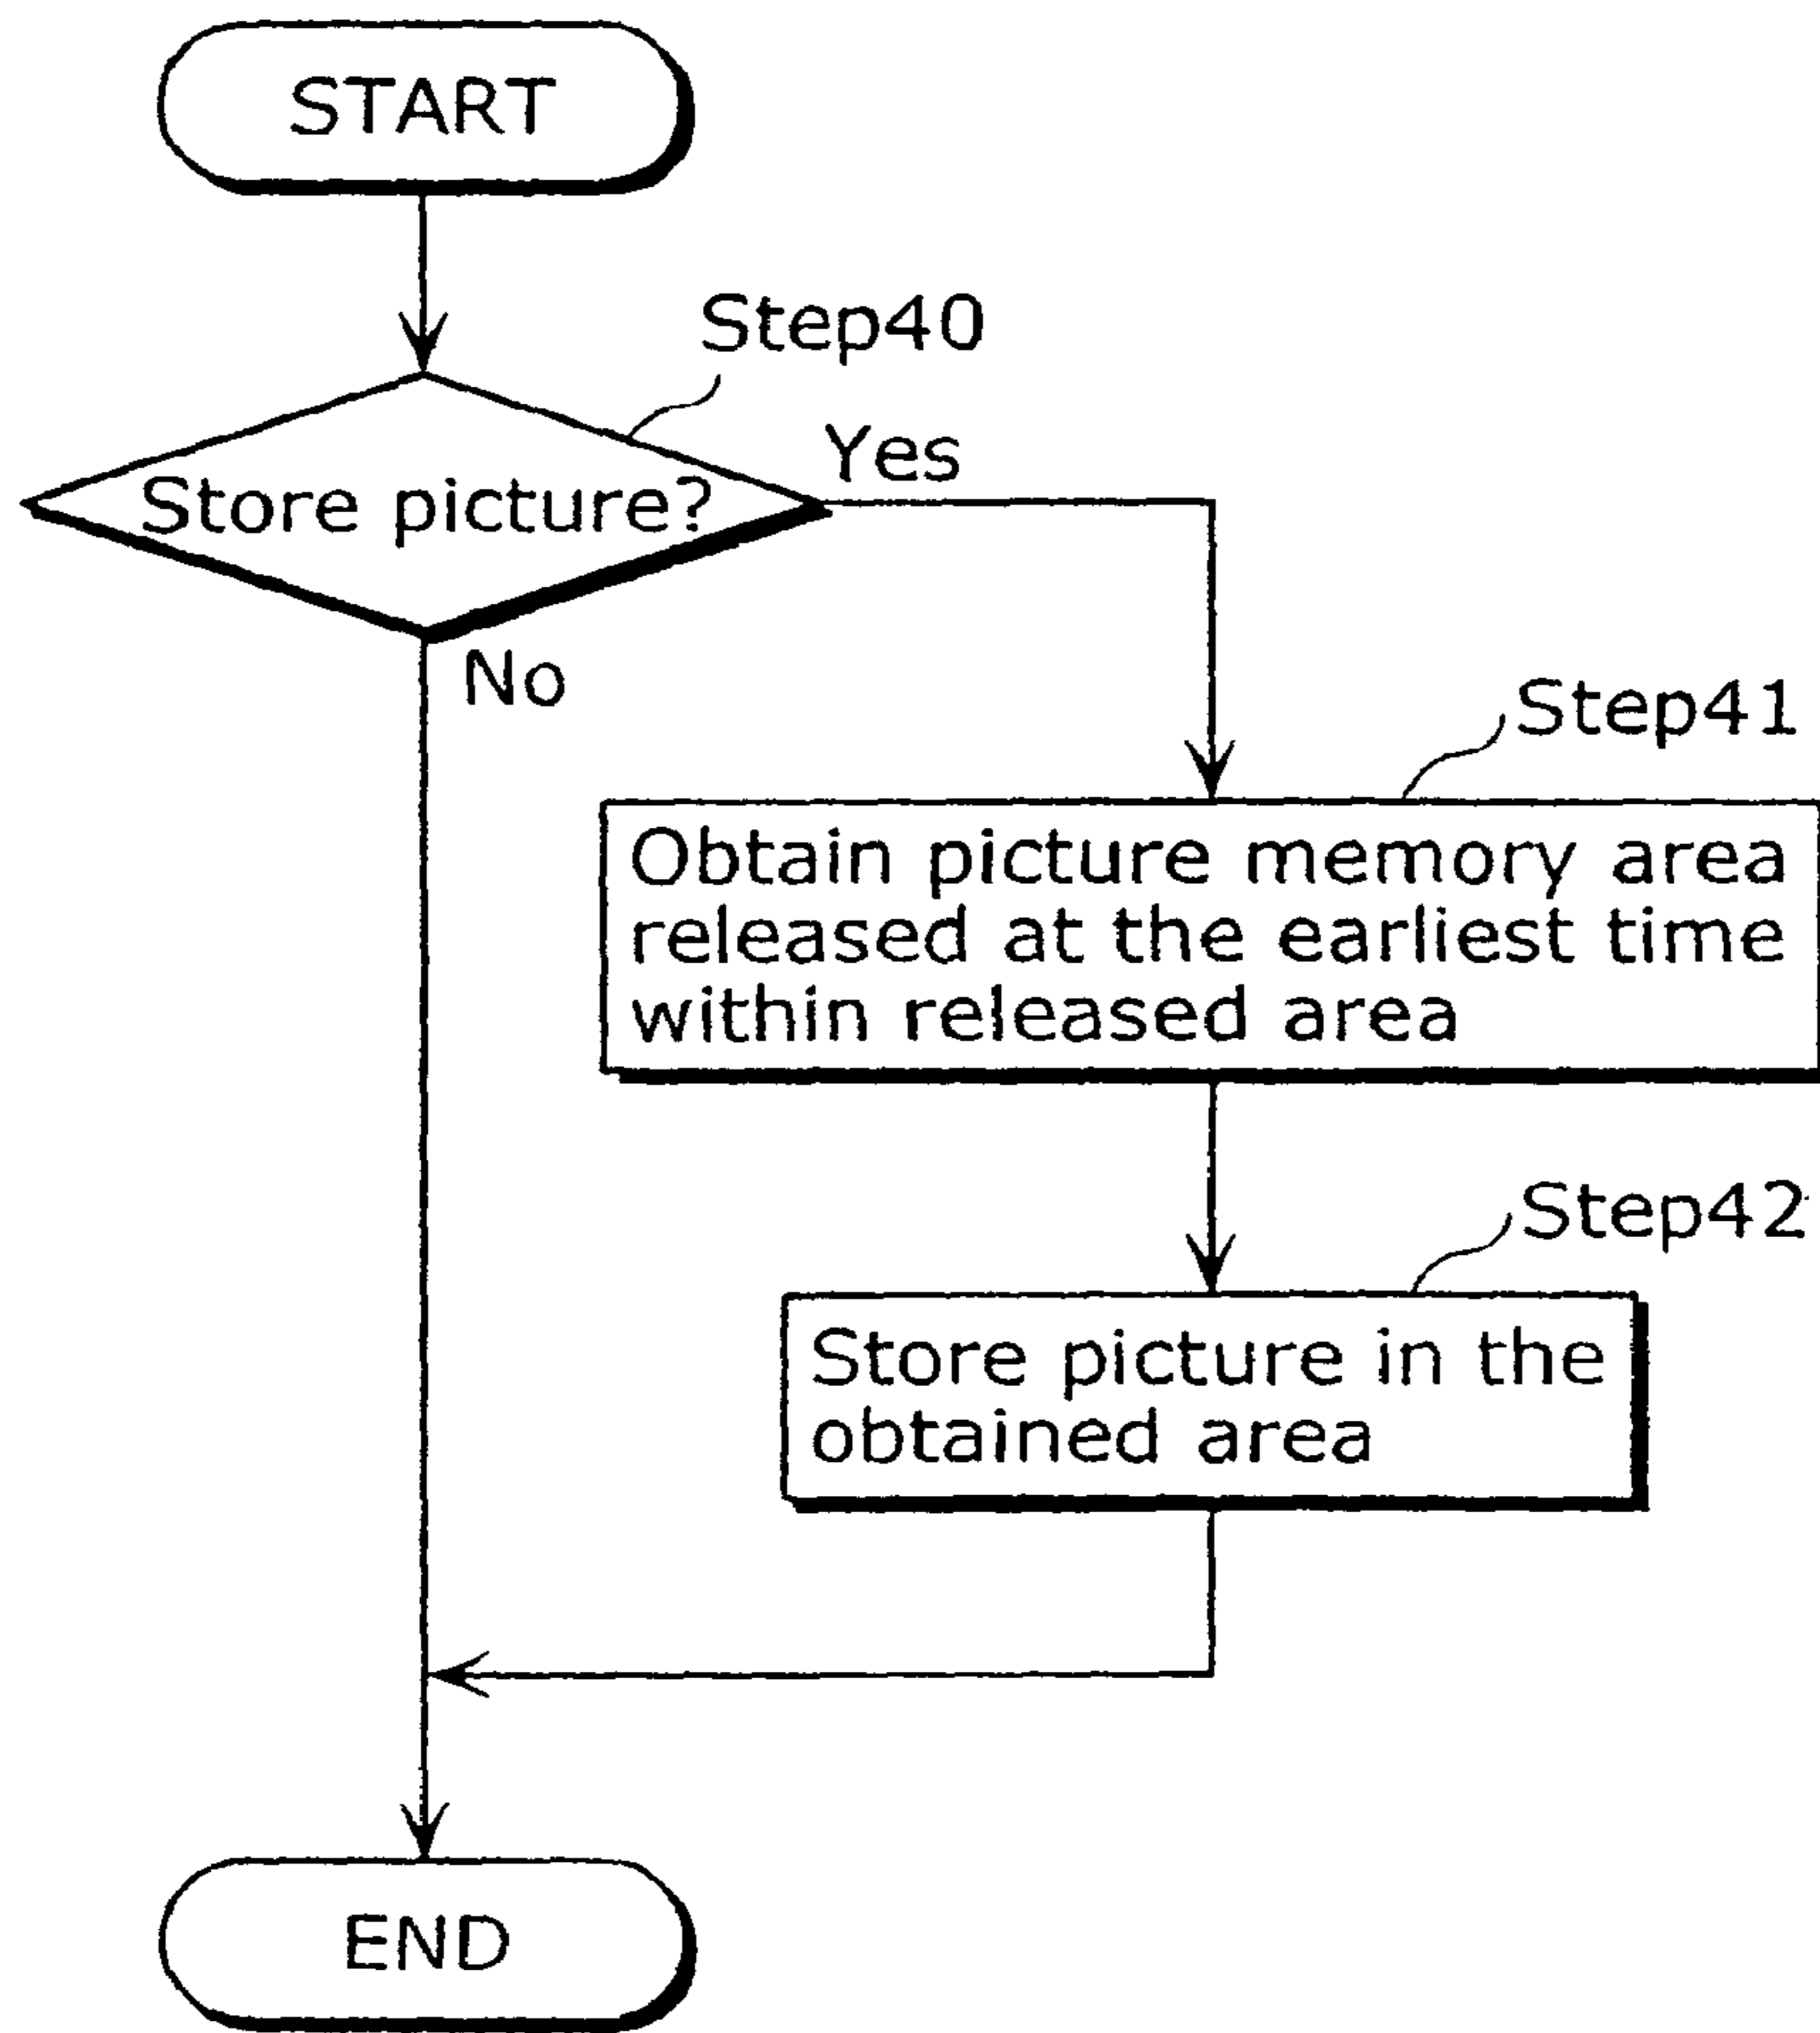 START
Step40
Yes
Store picture?
No
Step41
Obtain picture memory area
released at the earliest time
within released area
Step42
Store picture in the
obtained area
END